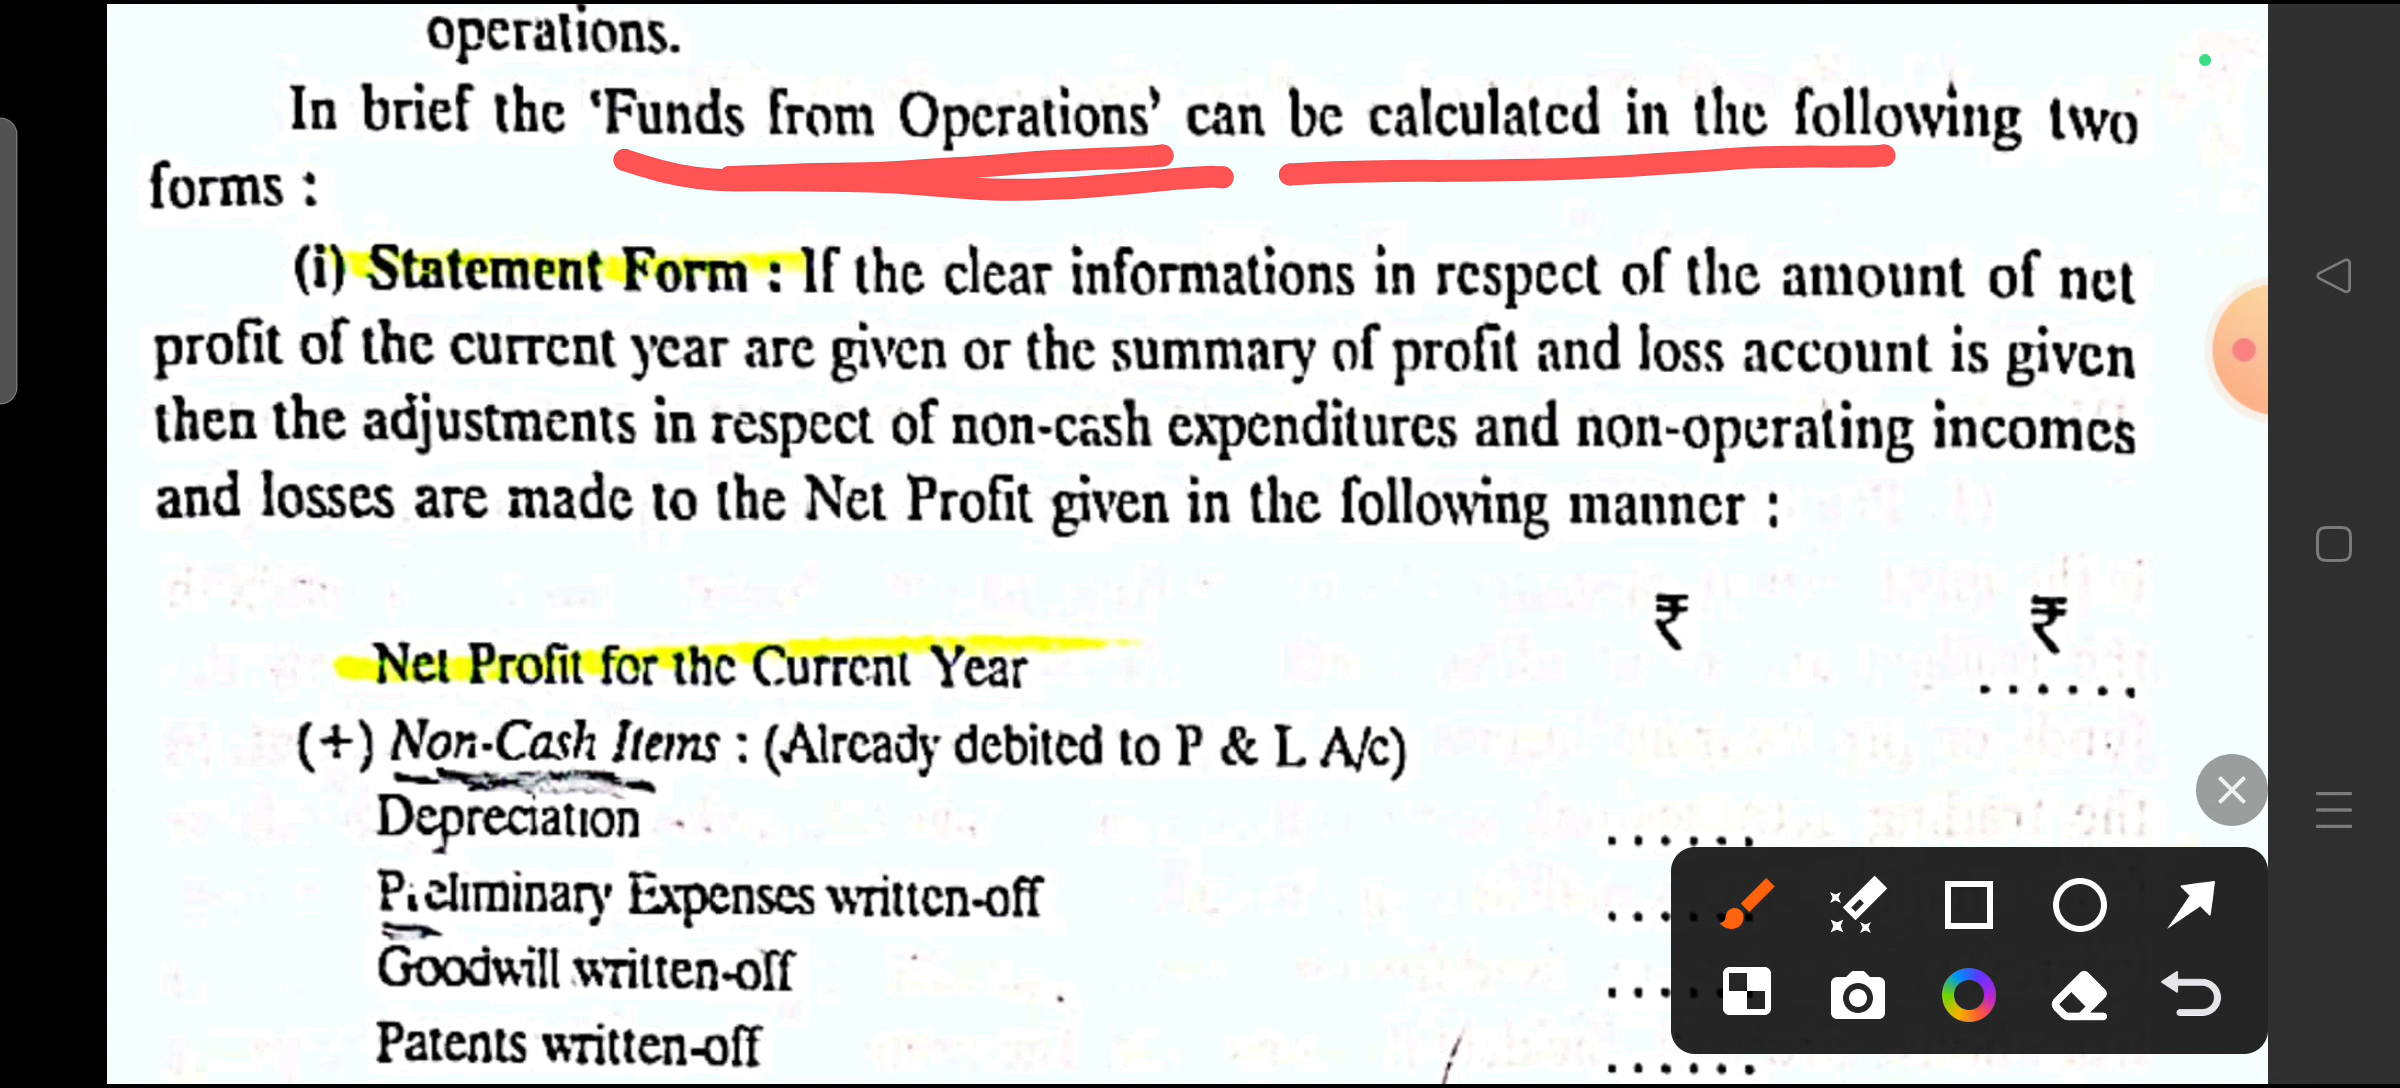 operations.
In brief the ‘Funds from Operations’ can be calculated in the following two
forms :
(i) Statement Form : If the clear informations in respect of the amount of net
profit of the current year are given or the summary of profit and loss account is given
then the adjustments in respect of non-cash expenditures and non-operating incomes
and losses are made to the Net Profit given in the following manner :
₹ ₹
Net Profit for the Current Year ......
(+) Non-Cash Items : (Already debited to P & L A/c)
Depreciation ......
Preliminary Expenses written-off ...
Goodwill written-off ...
Patents written-off ......